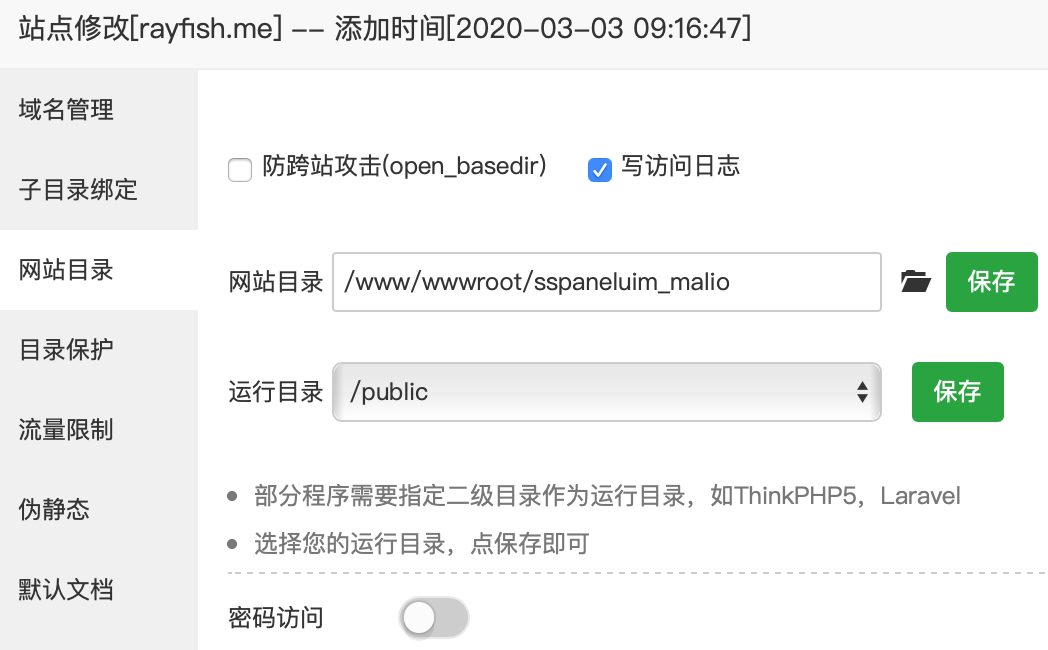 站点修改[rayfish.me] -- 添加时间[2020-03-03 09:16:47]
域名管理
子目录绑定
网站目录
目录保护
流量限制
伪静态
默认文档
防跨站攻击(open_basedir) 写访问日志
网站目录 /www/wwwroot/sspaneluim_malio 保存
运行目录 /public 保存
部分程序需要指定二级目录作为运行目录，如ThinkPHP5，Laravel
选择您的运行目录，点保存即可
密码访问